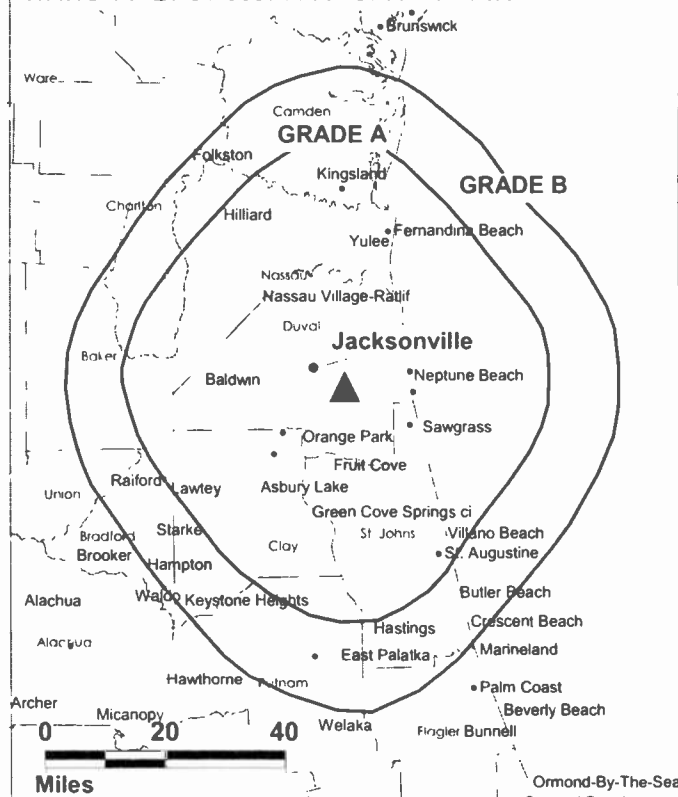 Brunswick
Ware
Camden
GRADE A
Folkston
Kingsland
GRADE B
Charlton
Hilliard
Fernandina Beach
Yulee
Nassau
Nassau Village-Ratlif
Duval
Jacksonville
Baker
Baldwin
Neptune Beach
Sawgrass
Orange Park
Fruit Cove
Raiford
Lawtey
Asbury Lake
Union
Green Cove Springs ci
Starke
St Johns
Villano Beach
Bradford
Clay
Brooker
St. Augustine
Hampton
Alachua
Waldo
Keystone Heights
Butler Beach
Crescent Beach
Hastings
Alachua
East Palatka
Marineland
Hawthorne
Putnam
Palm Coast
Archer
Micanopy
Beverly Beach
Welaka
Flagler
Bunnell
0 20 40
Miles
Ormond-By-The-Sea